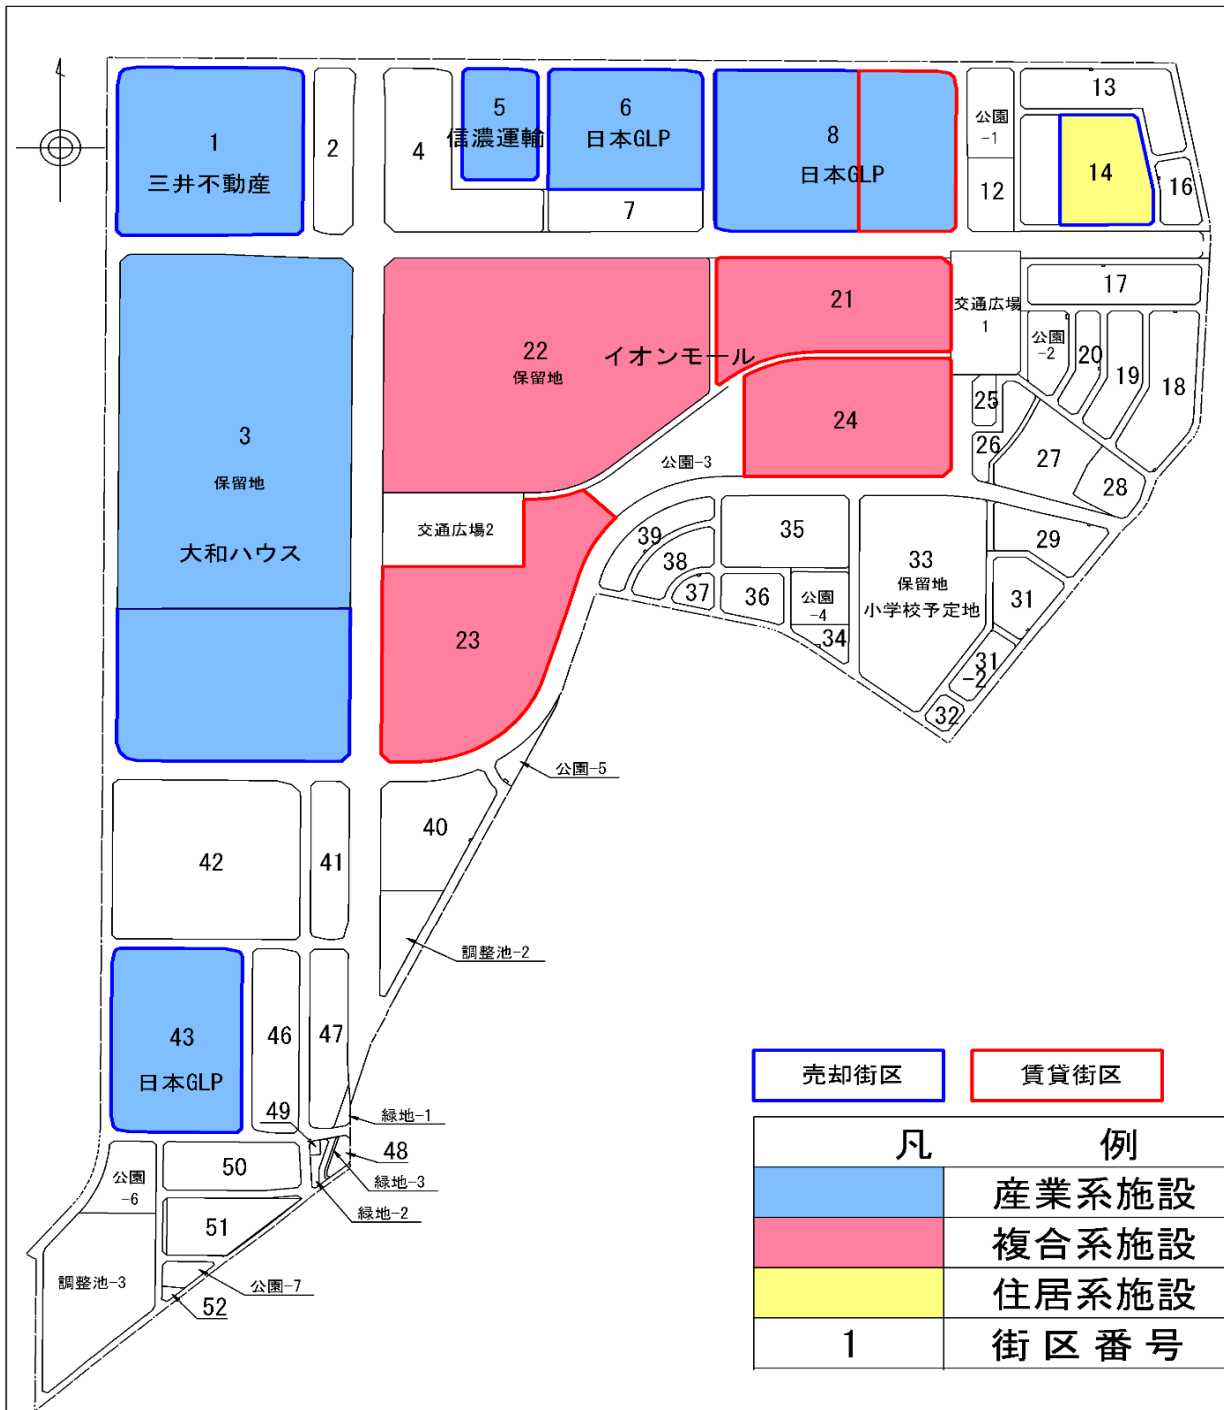 1
三井不動産
2
4
5
信濃運輸
6
日本GLP
7
8
日本GLP
公園
-1
12
13
14
16
3
保留地
大和ハウス
22
保留地
イオンモール
21
24
交通広場
1
17
公園
-2
20
19
18
25
26
27
28
公園-3
交通広場2
23
39
38
37
35
36
公園
-4
34
33
保留地
小学校予定地
29
31
31
-2
32
公園-5
42
41
40
調整池-2
43
日本GLP
46
47
49
緑地-1
48
緑地-3
緑地-2
公園
-6
50
51
調整池-3
公園-7
52
売却街区
賃貸街区
凡 例
産業系施設
複合系施設
住居系施設
1 街区番号